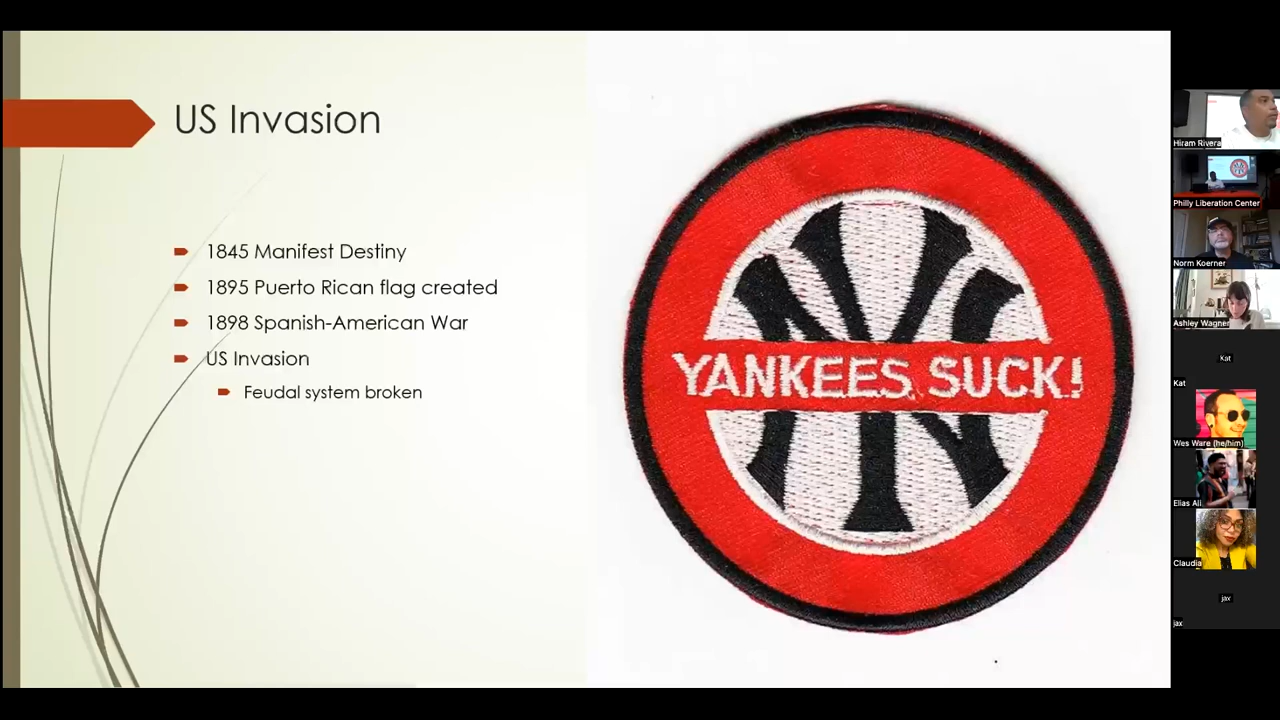 US Invasion
1845 Manifest Destiny
1895 Puerto Rican flag created
1898 Spanish-American War
US Invasion
Feudal system broken
NY
YANKEES SUCK!
Hiram Rivera
Philly Liberation Center
Norm Koerner
Ashley Wagner
Kat
Kat
Wes Ware (he/him)
Elias Ali
Claudia
jax
jax